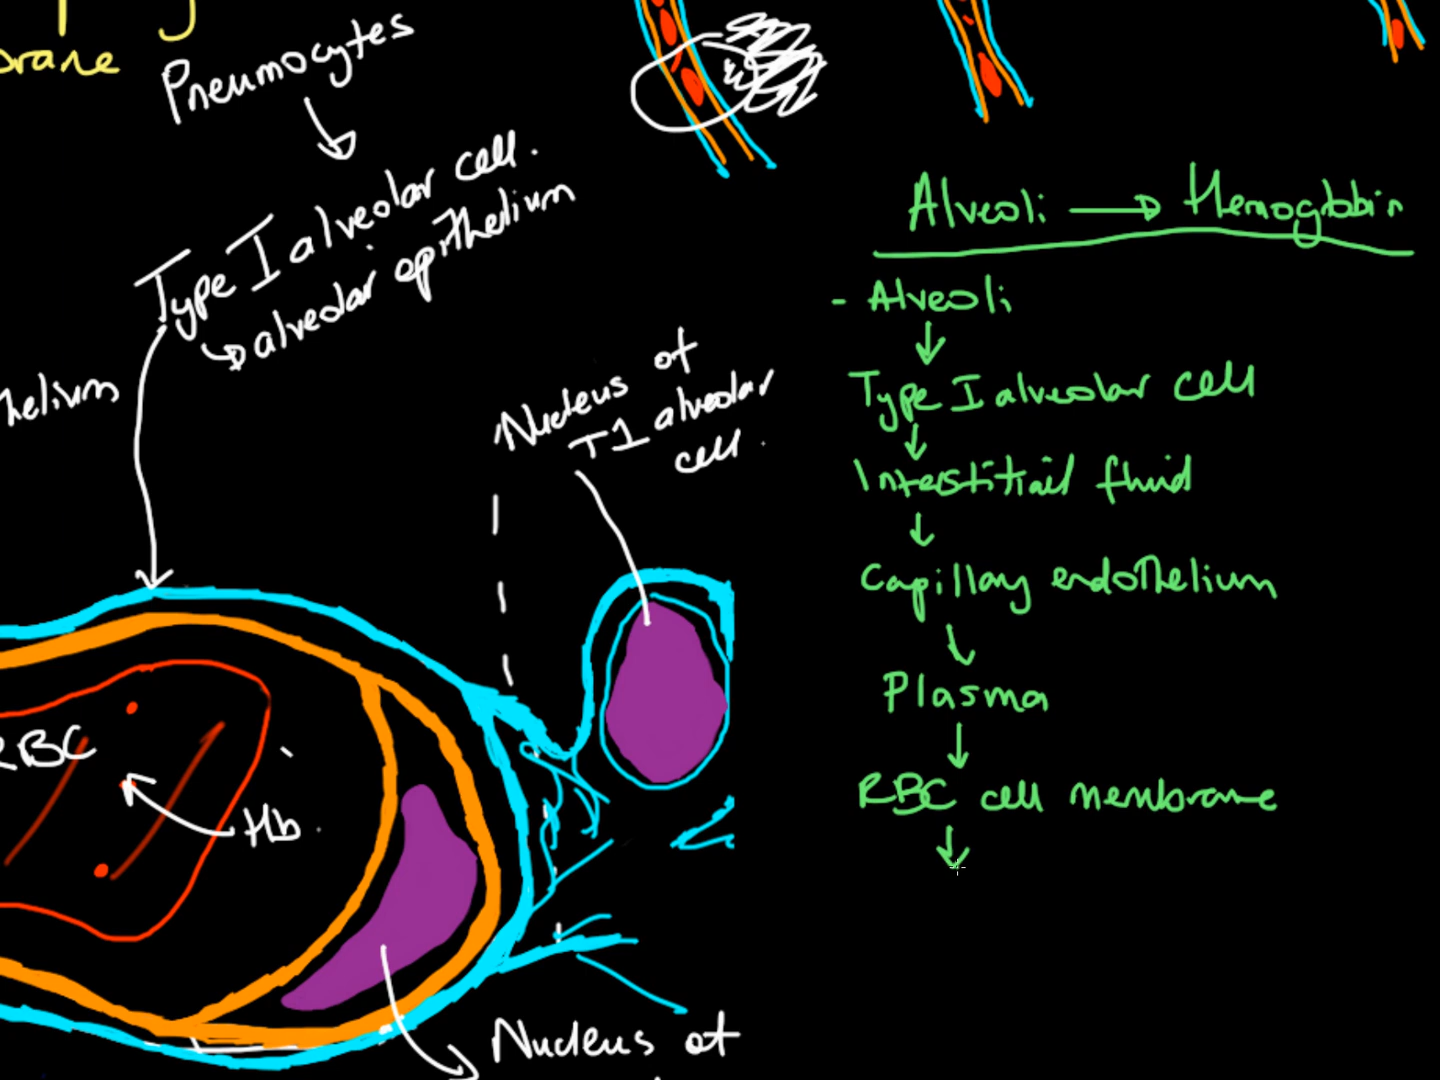 Pneumocytes
Type I alveolar cell.
alveolar epithelium
Nucleus of
T1 alveolar
cell.
RBC
Hb
Nucleus of
Alveoli → Hemoglobin
- Alveoli
↓
Type I alveolar cell
↓
Interstitial fluid
↓
Capillary endothelium
↓
Plasma
↓
RBC cell membrane
↓